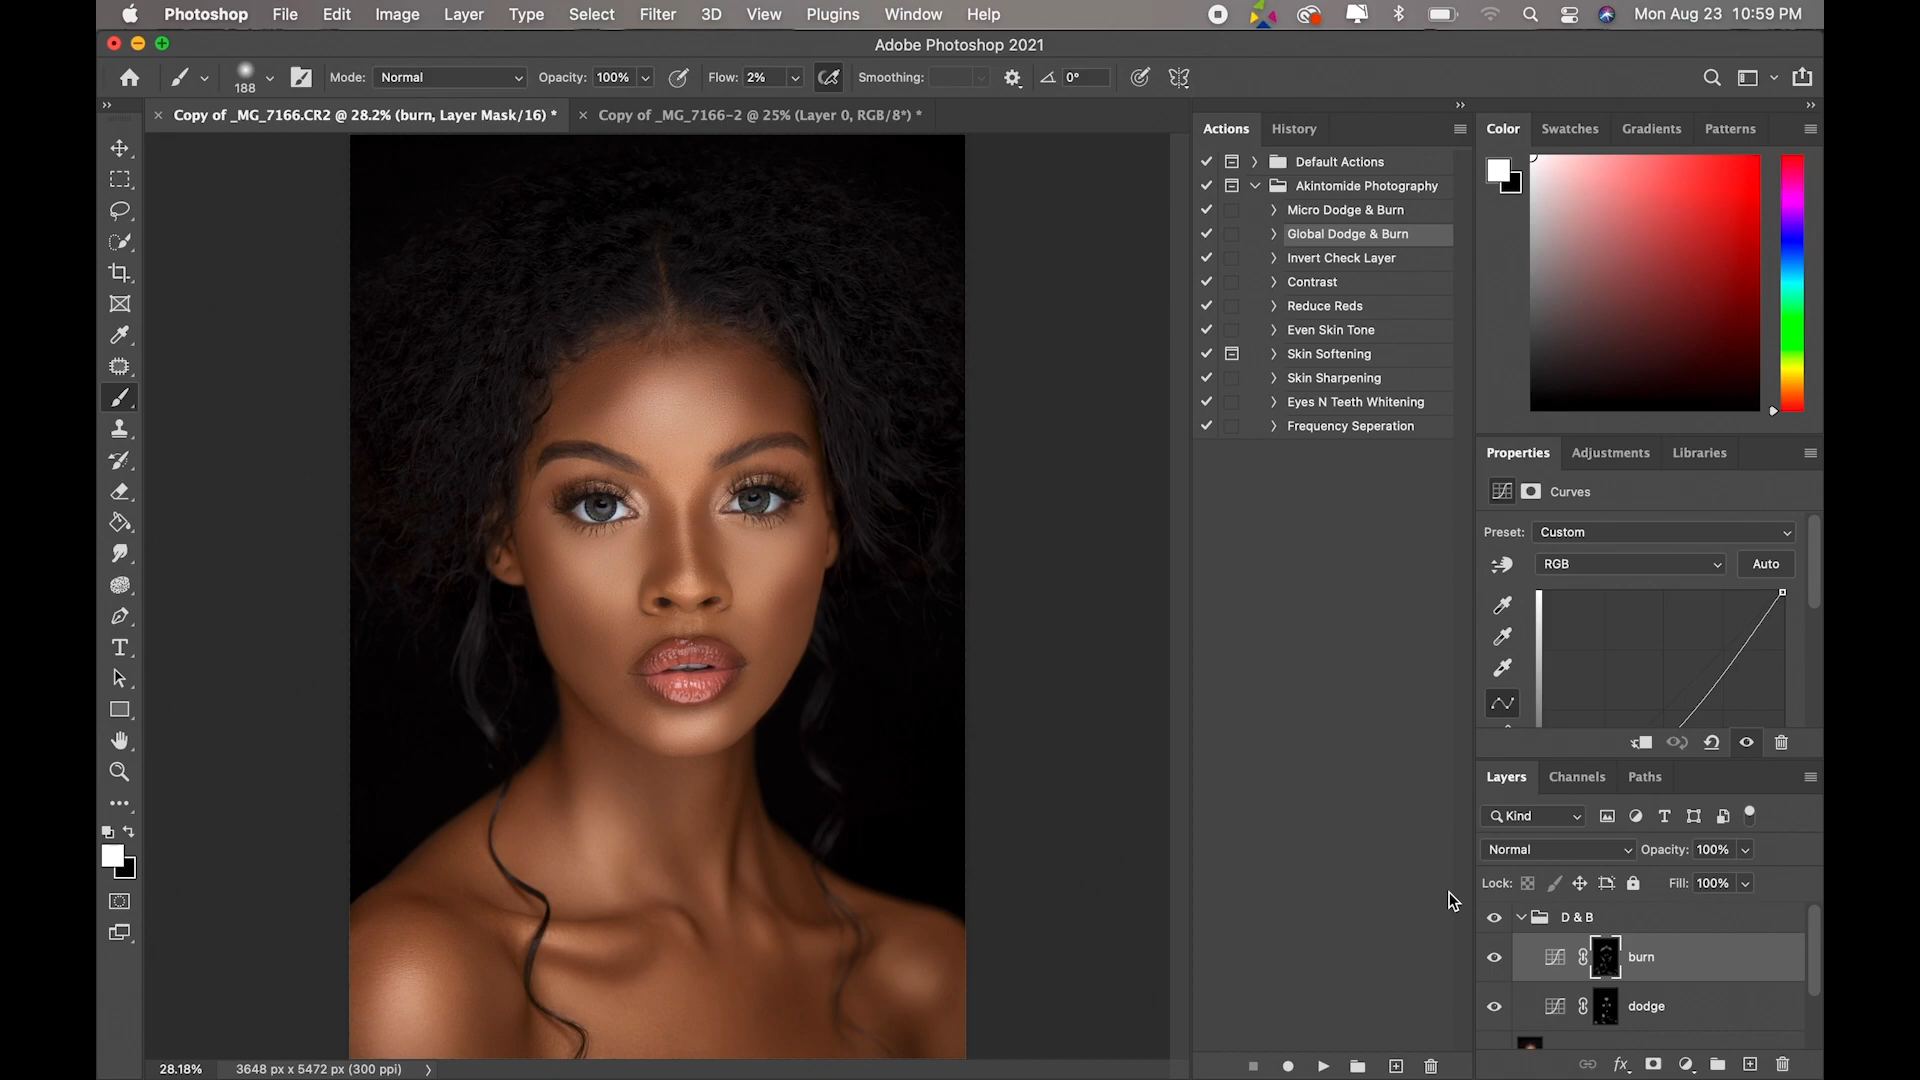 Photoshop File Edit Image Layer Type Select Filter 3D View Plugins Window Help Mon Aug 23 10:59 PM
Adobe Photoshop 2021
188 Mode: Normal Opacity: 100% Flow: 2% Smoothing: 0°
Copy of _MG_7166.CR2 @ 28.2% (burn, Layer Mask/16) * Copy of _MG_7166-2 @ 25% (Layer 0, RGB/8*) *
Actions History
Default Actions
Akintomide Photography
Micro Dodge & Burn
Global Dodge & Burn
Invert Check Layer
Contrast
Reduce Reds
Even Skin Tone
Skin Softening
Skin Sharpening
Eyes N Teeth Whitening
Frequency Seperation
Color Swatches Gradients Patterns
Properties Adjustments Libraries
Curves
Preset: Custom
RGB Auto
Layers Channels Paths
Kind
Normal Opacity: 100%
Lock: Fill: 100%
D & B
burn
dodge
28.18% 3648 px x 5472 px (300 ppi)